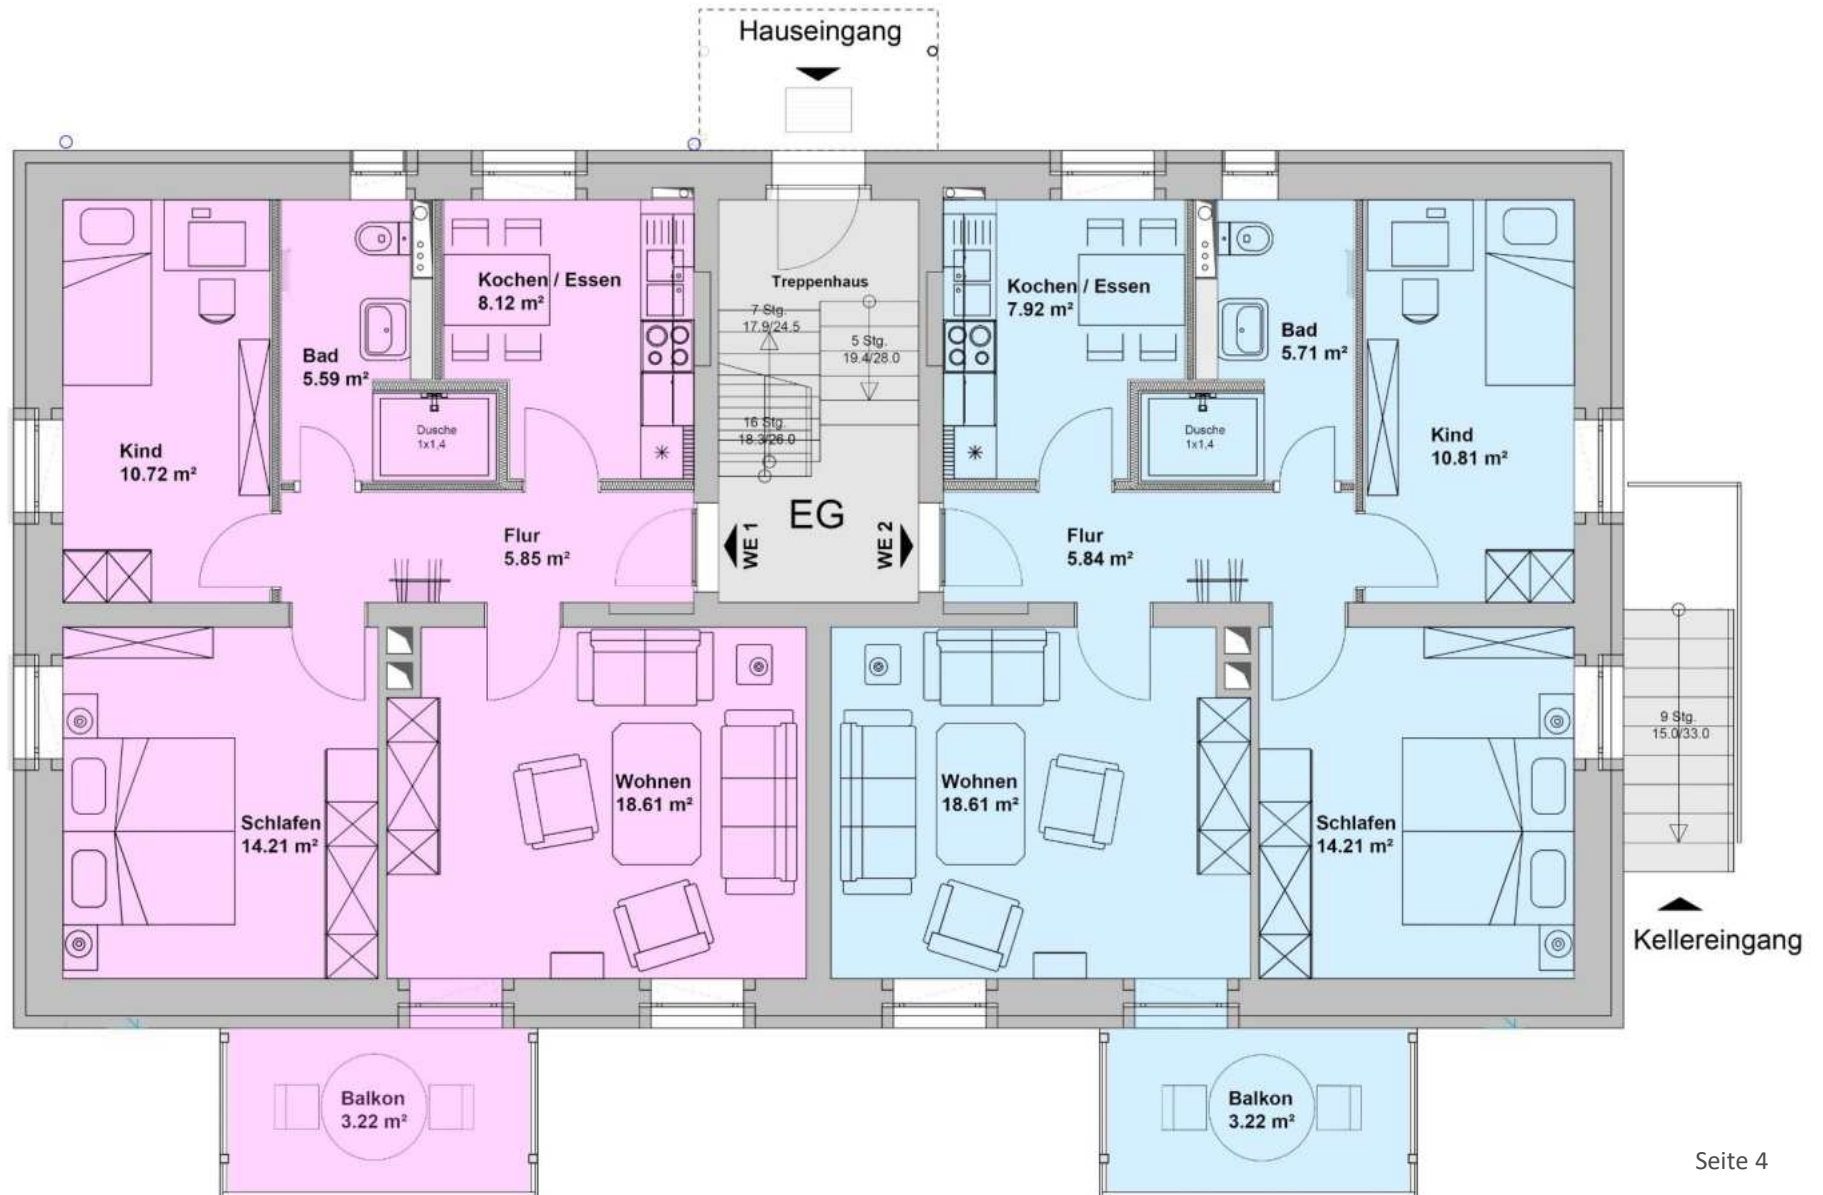 Hauseingang
Treppenhaus
7 Stg.
17.9/24.5
5 Stg.
19.4/28.0
16 Stg.
18.3/26.0
EG
WE 1
WE 2
Kochen / Essen
8.12 m²
Bad
5.59 m²
Dusche
1x1,4
Kind
10.72 m²
Flur
5.85 m²
Schlafen
14.21 m²
Wohnen
18.61 m²
Balkon
3.22 m²
Kochen / Essen
7.92 m²
Bad
5.71 m²
Dusche
1x1,4
Kind
10.81 m²
Flur
5.84 m²
Wohnen
18.61 m²
Schlafen
14.21 m²
Balkon
3.22 m²
9 Stg.
15.0/33.0
Kellereingang
Seite 4